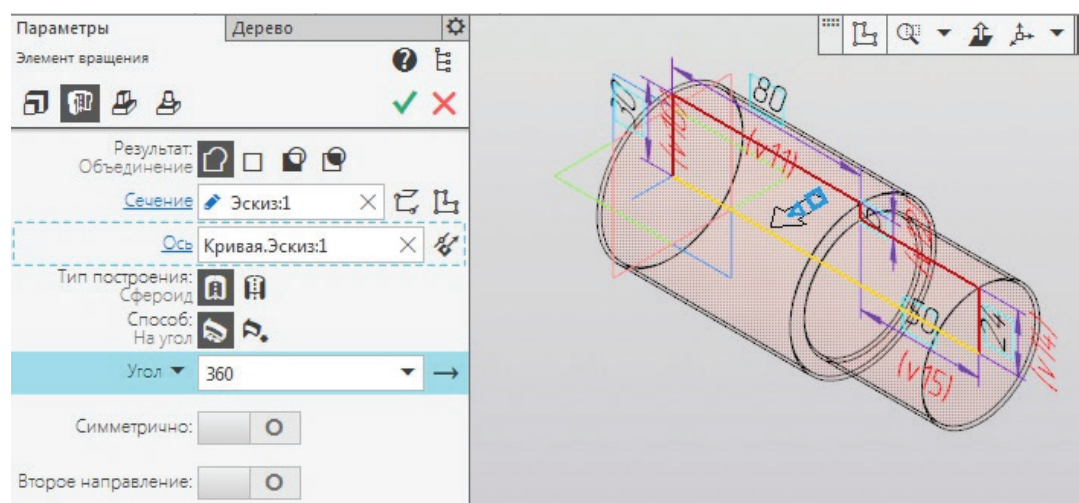 Параметры
Дерево
Элемент вращения
Результат:
Объединение
Сечение
Эскиз:1
Ось
Кривая.Эскиз:1
Тип построения:
Сфероид
Способ:
На угол
Угол
360
Симметрично:
Второе направление:
80
(v11)
50
(v15)
24
(v14)